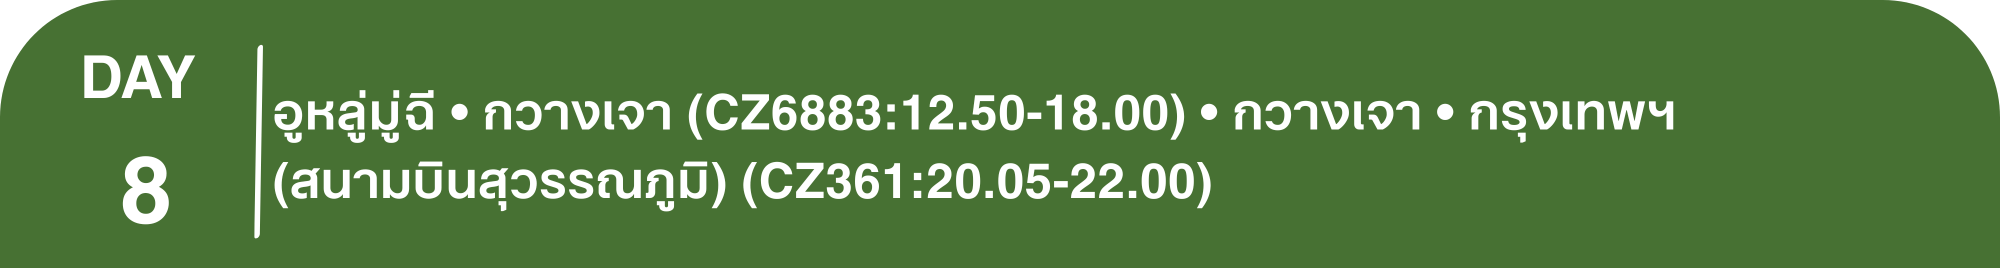 DAY
8
อูหลู่มู่ฉี • กวางเจา (CZ6883:12.50-18.00) • กวางเจา • กรุงเทพฯ
(สนามบินสุวรรณภูมิ) (CZ361:20.05-22.00)